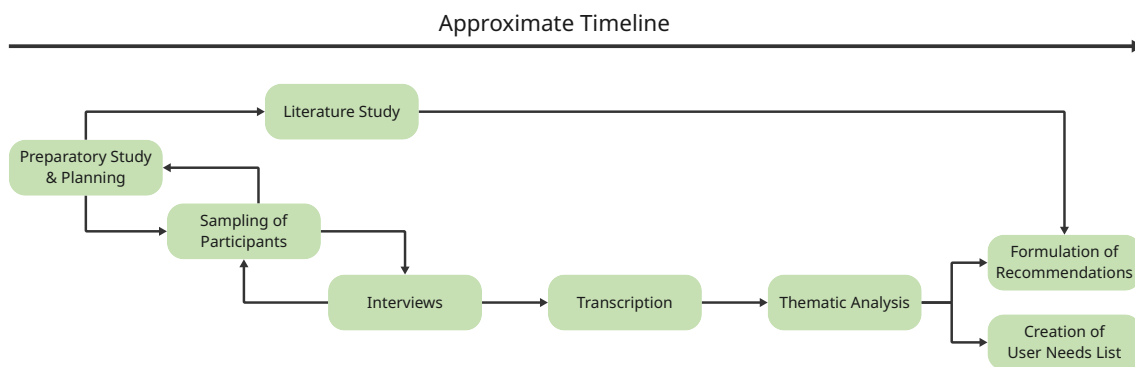 Approximate Timeline
Literature Study
Preparatory Study
& Planning
Sampling of
Participants
Interviews
Transcription
Thematic Analysis
Formulation of
Recommendations
Creation of
User Needs List